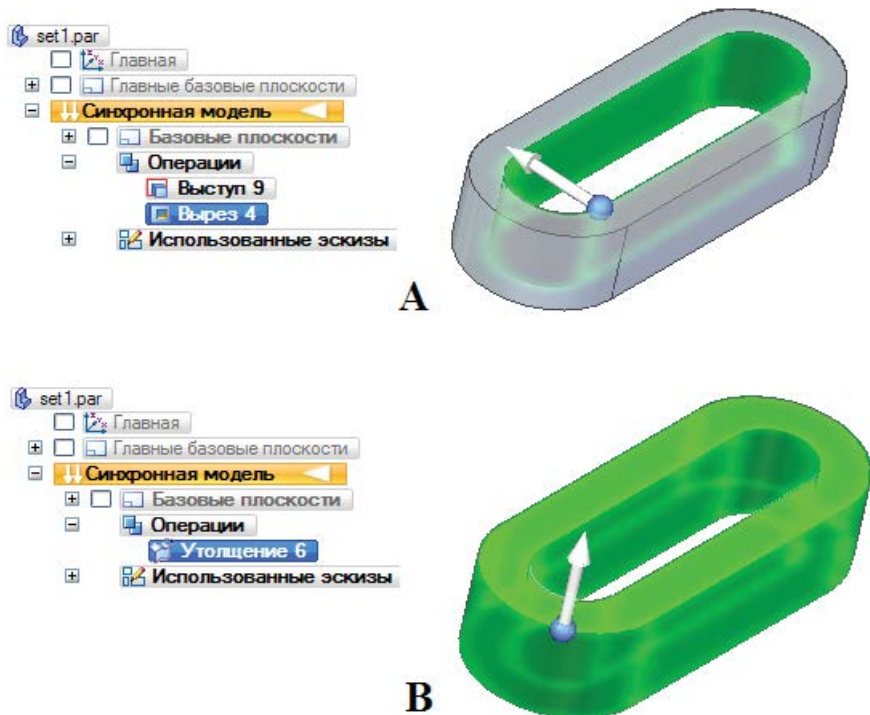 set1.par
Главная
Главные базовые плоскости
Синхронная модель
Базовые плоскости
Операции
Выступ 9
Вырез 4
Использованные эскизы
A
set1.par
Главная
Главные базовые плоскости
Синхронная модель
Базовые плоскости
Операции
Утолщение 6
Использованные эскизы
B